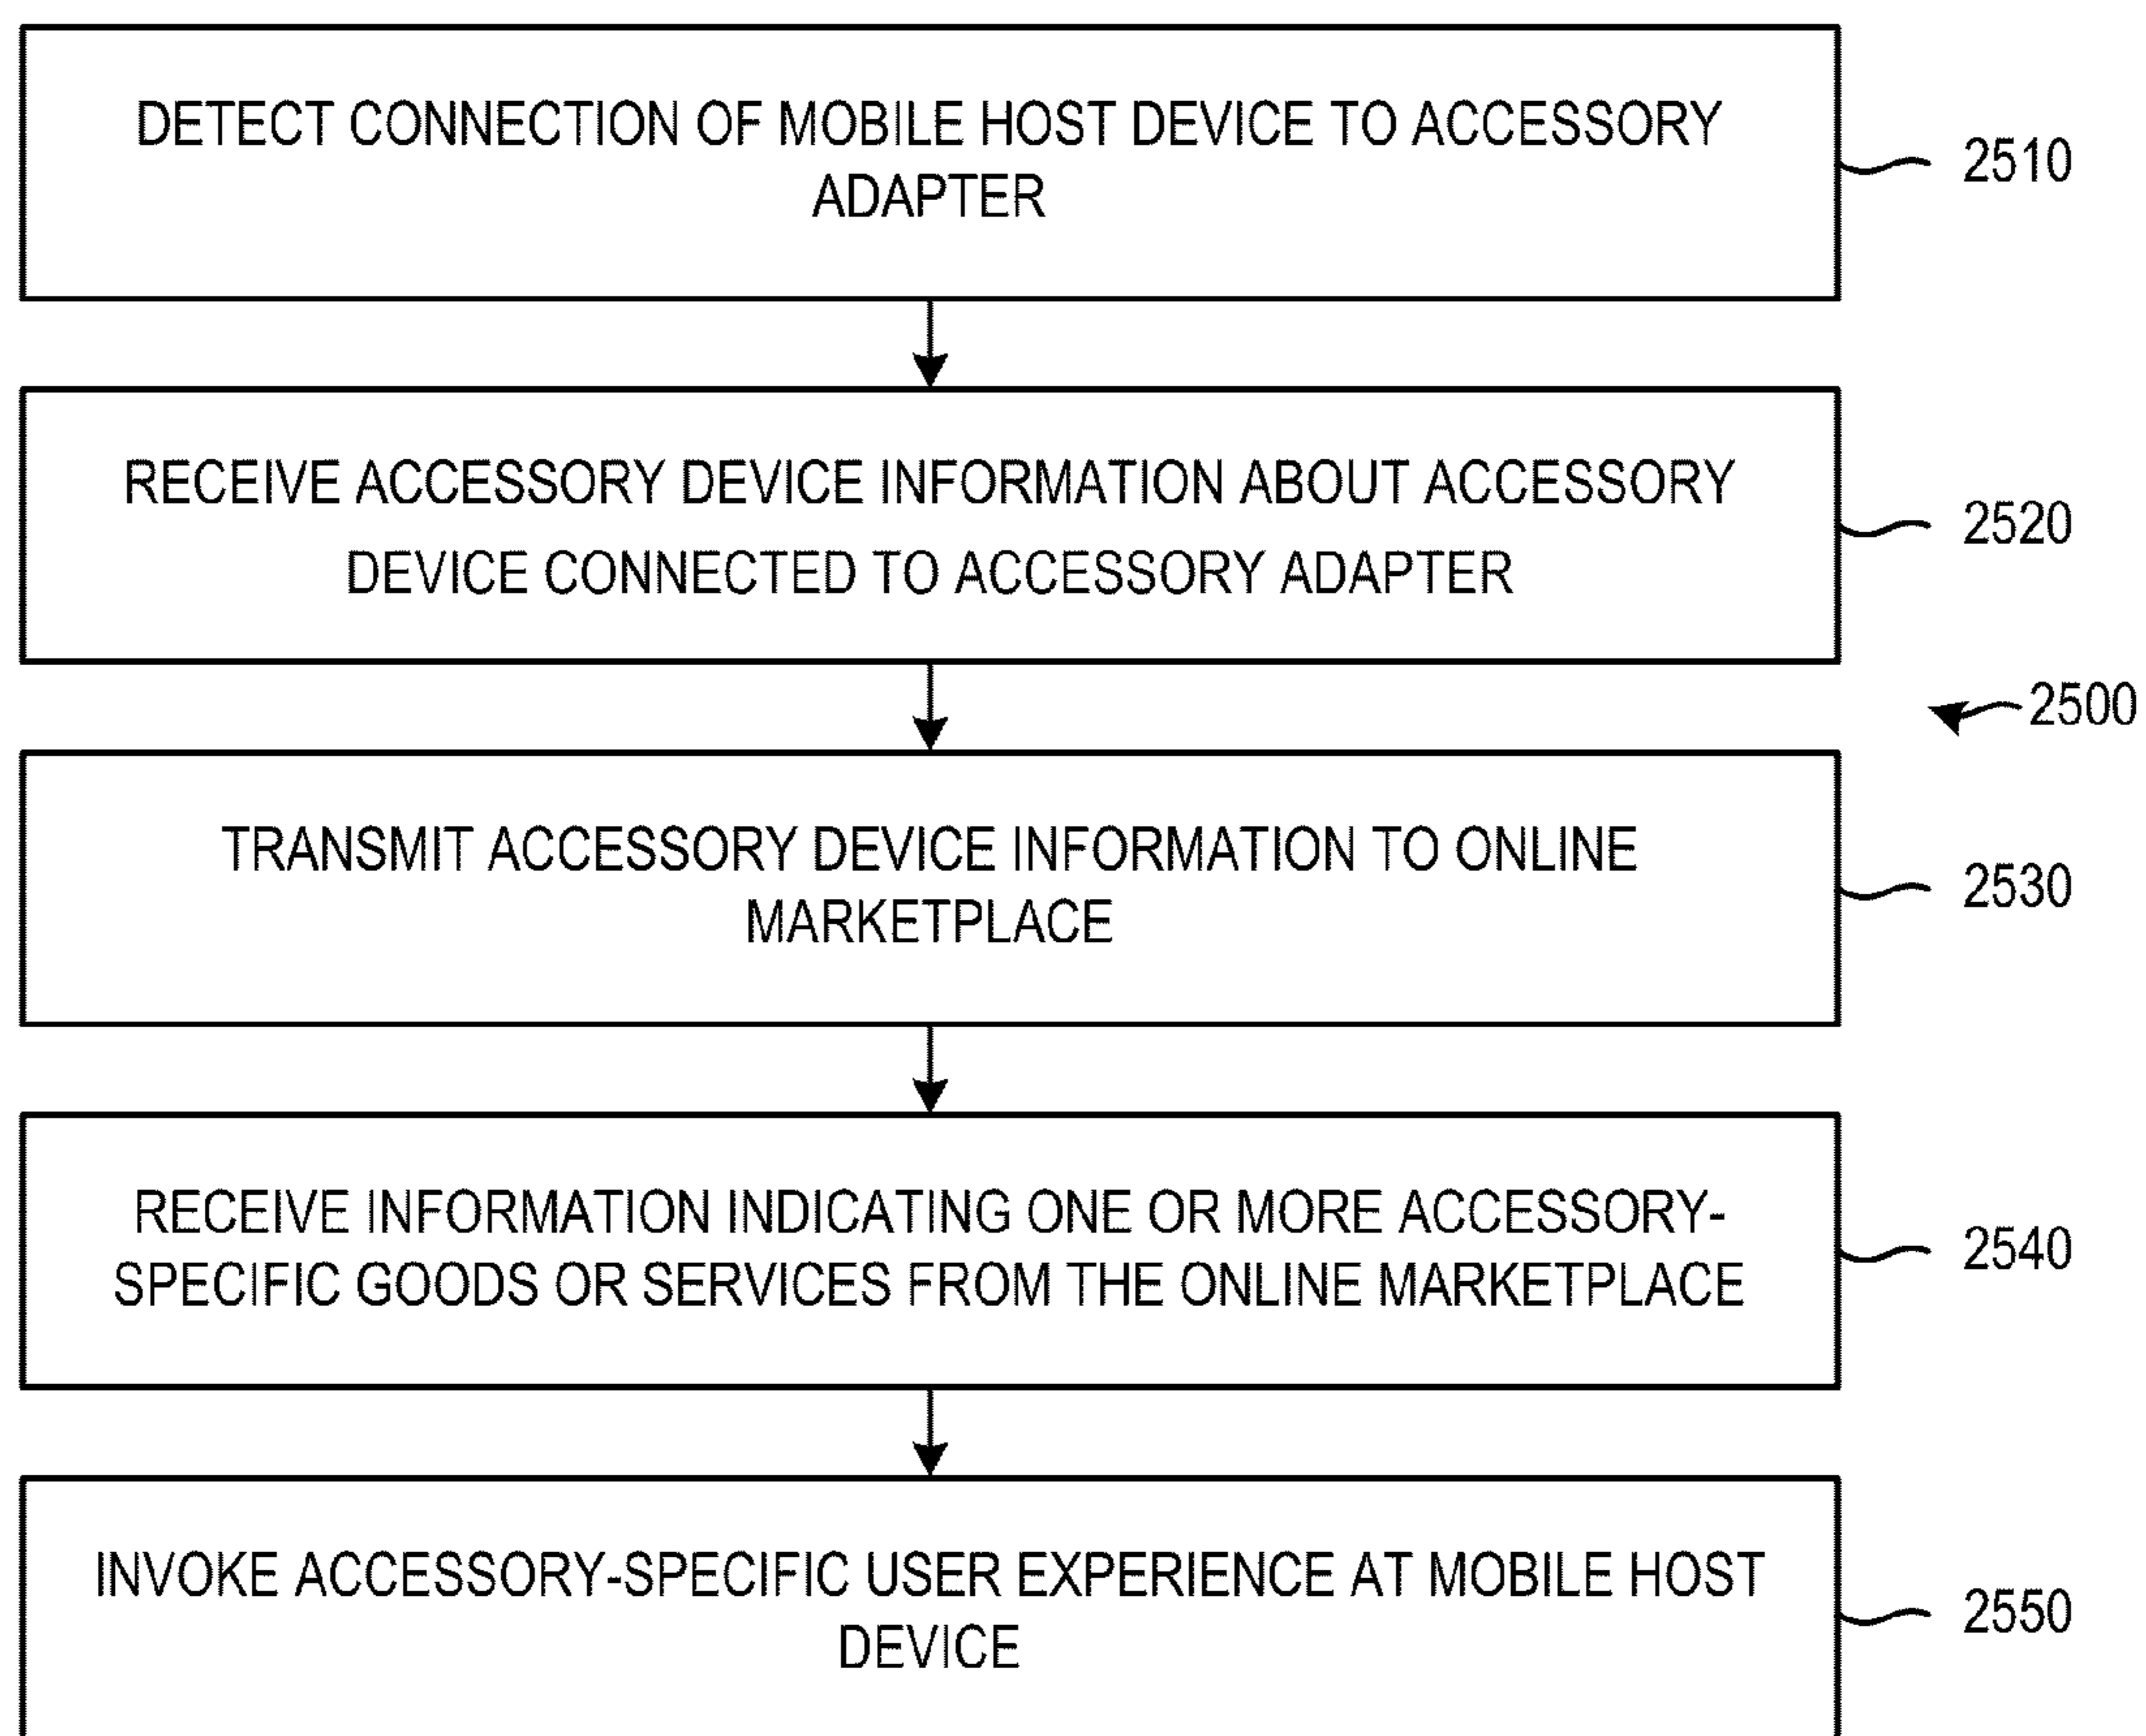 DETECT CONNECTION OF MOBILE HOST DEVICE TO ACCESSORY
ADAPTER
2510
RECEIVE ACCESSORY DEVICE INFORMATION ABOUT ACCESSORY
DEVICE CONNECTED TO ACCESSORY ADAPTER
2520
2500
TRANSMIT ACCESSORY DEVICE INFORMATION TO ONLINE
MARKETPLACE
2530
RECEIVE INFORMATION INDICATING ONE OR MORE ACCESSORY-
SPECIFIC GOODS OR SERVICES FROM THE ONLINE MARKETPLACE
2540
INVOKE ACCESSORY-SPECIFIC USER EXPERIENCE AT MOBILE HOST
DEVICE
2550